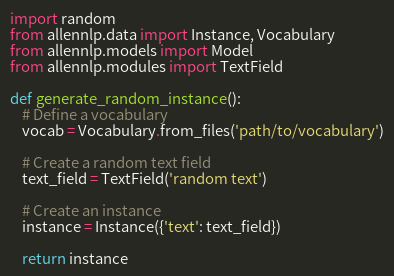 import random
from allennlp.data import Instance, Vocabulary
from allennlp.models import Model
from allennlp.modules import TextField

def generate_random_instance():
    # Define a vocabulary
    vocab = Vocabulary.from_files('path/to/vocabulary')

    # Create a random text field
    text_field = TextField('random text')

    # Create an instance
    instance = Instance({'text': text_field})

    return instance